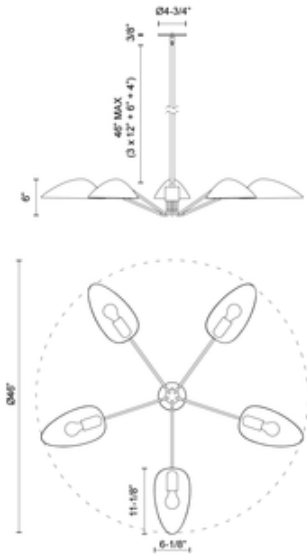 Ø4-3/4"
3/8"
46" MAX
(3 x 12" + 6" + 4")
6"
Ø46"
11-1/8"
6-1/8"